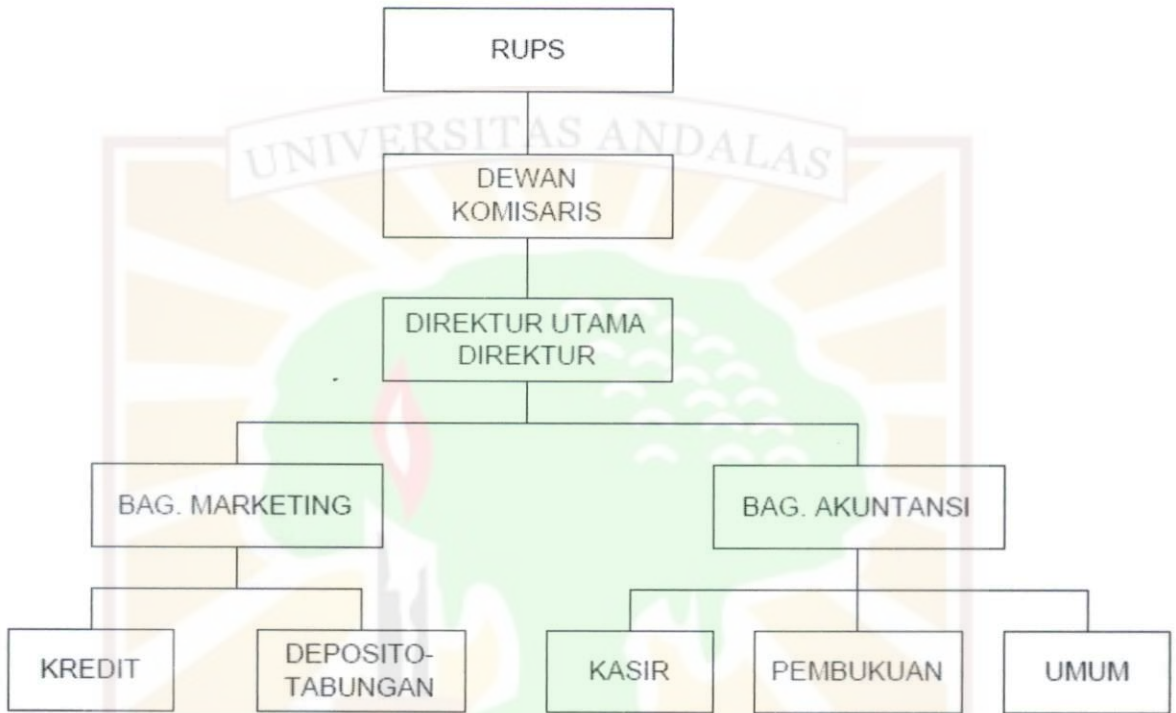 RUPS
UNIVERSITAS ANDALAS
DEWAN
KOMISARIS
DIREKTUR UTAMA
DIREKTUR
BAG. MARKETING
BAG. AKUNTANSI
KREDIT
DEPOSITO-
TABUNGAN
KASIR
PEMBUKUAN
UMUM